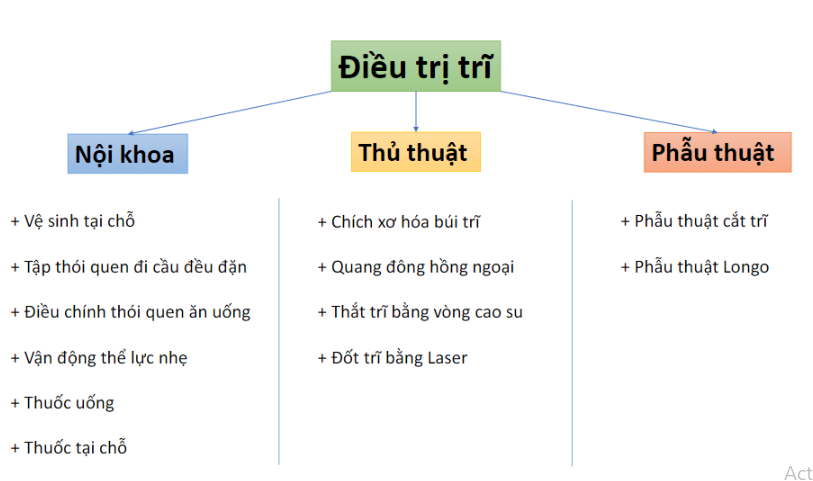 Điều trị trĩ
Nội khoa
Thủ thuật
Phẫu thuật
+ Vệ sinh tại chỗ
+ Tập thói quen đi cầu đều đặn
+ Điều chính thói quen ăn uống
+ Vận động thể lực nhẹ
+ Thuốc uống
+ Thuốc tại chỗ
+ Chích xơ hóa búi trĩ
+ Quang đông hồng ngoại
+ Thắt trĩ bằng vòng cao su
+ Đốt trĩ bằng Laser
+ Phẫu thuật cắt trĩ
+ Phẫu thuật Longo
Act